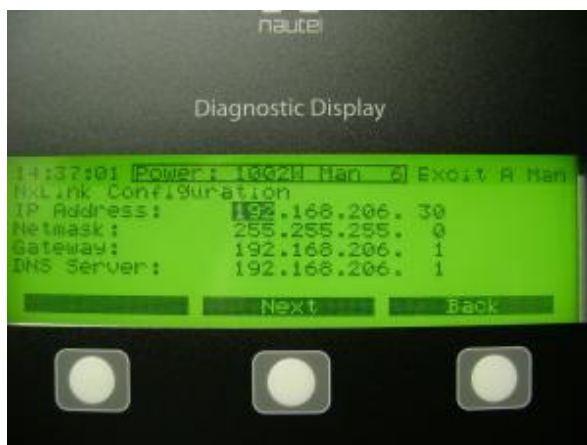 nautel
Diagnostic Display
14:37:01 Power: 1002W Man 6 Excit A Man
NxLink Configuration
IP Address: 192.168.206. 30
Netmask: 255.255.255. 0
Gateway: 192.168.206. 1
DNS Server: 192.168.206. 1
Next Back